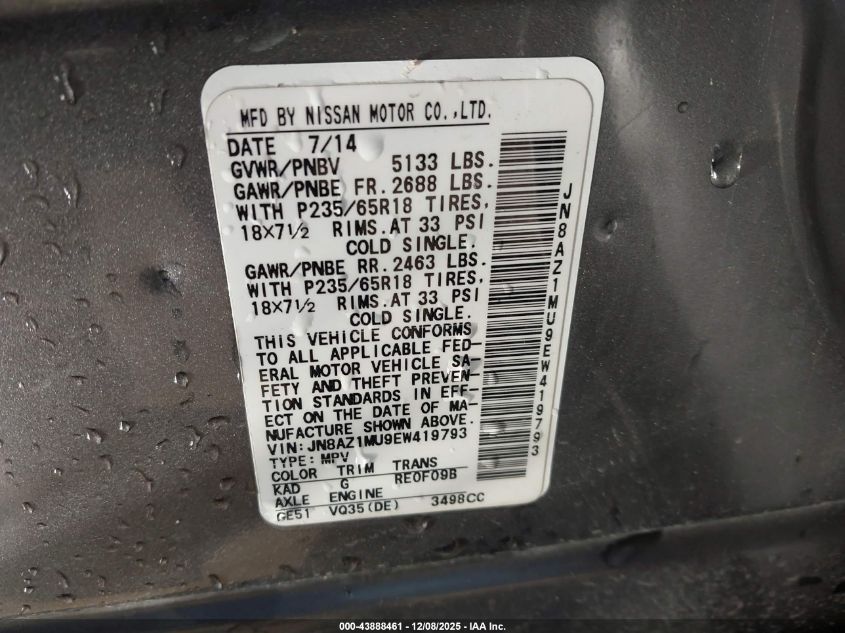 MFD BY NISSAN MOTOR CO.,LTD.
DATE 7/14
GVWR/PNBV 5133 LBS.
GAWR/PNBE FR. 2688 LBS.
WITH P235/65R18 TIRES,
18X7½ RIMS.AT 33 PSI
COLD SINGLE.
GAWR/PNBE RR. 2463 LBS.
WITH P235/65R18 TIRES,
18X7½ RIMS.AT 33 PSI
COLD SINGLE.
THIS VEHICLE CONFORMS
TO ALL APPLICABLE FED-
ERAL MOTOR VEHICLE SA-
FETY AND THEFT PREVEN-
TION STANDARDS IN EFF-
ECT ON THE DATE OF MA-
NUFACTURE SHOWN ABOVE.
VIN: JN8AZ1MU9EW419793
TYPE: MPV
COLOR TRIM TRANS
KAD G RE0F09B
AXLE ENGINE
GE51 VQ35(DE) 3498CC
JN8AZ1MU9EW419793
000-43888461 - 12/08/2025 - IAA Inc.